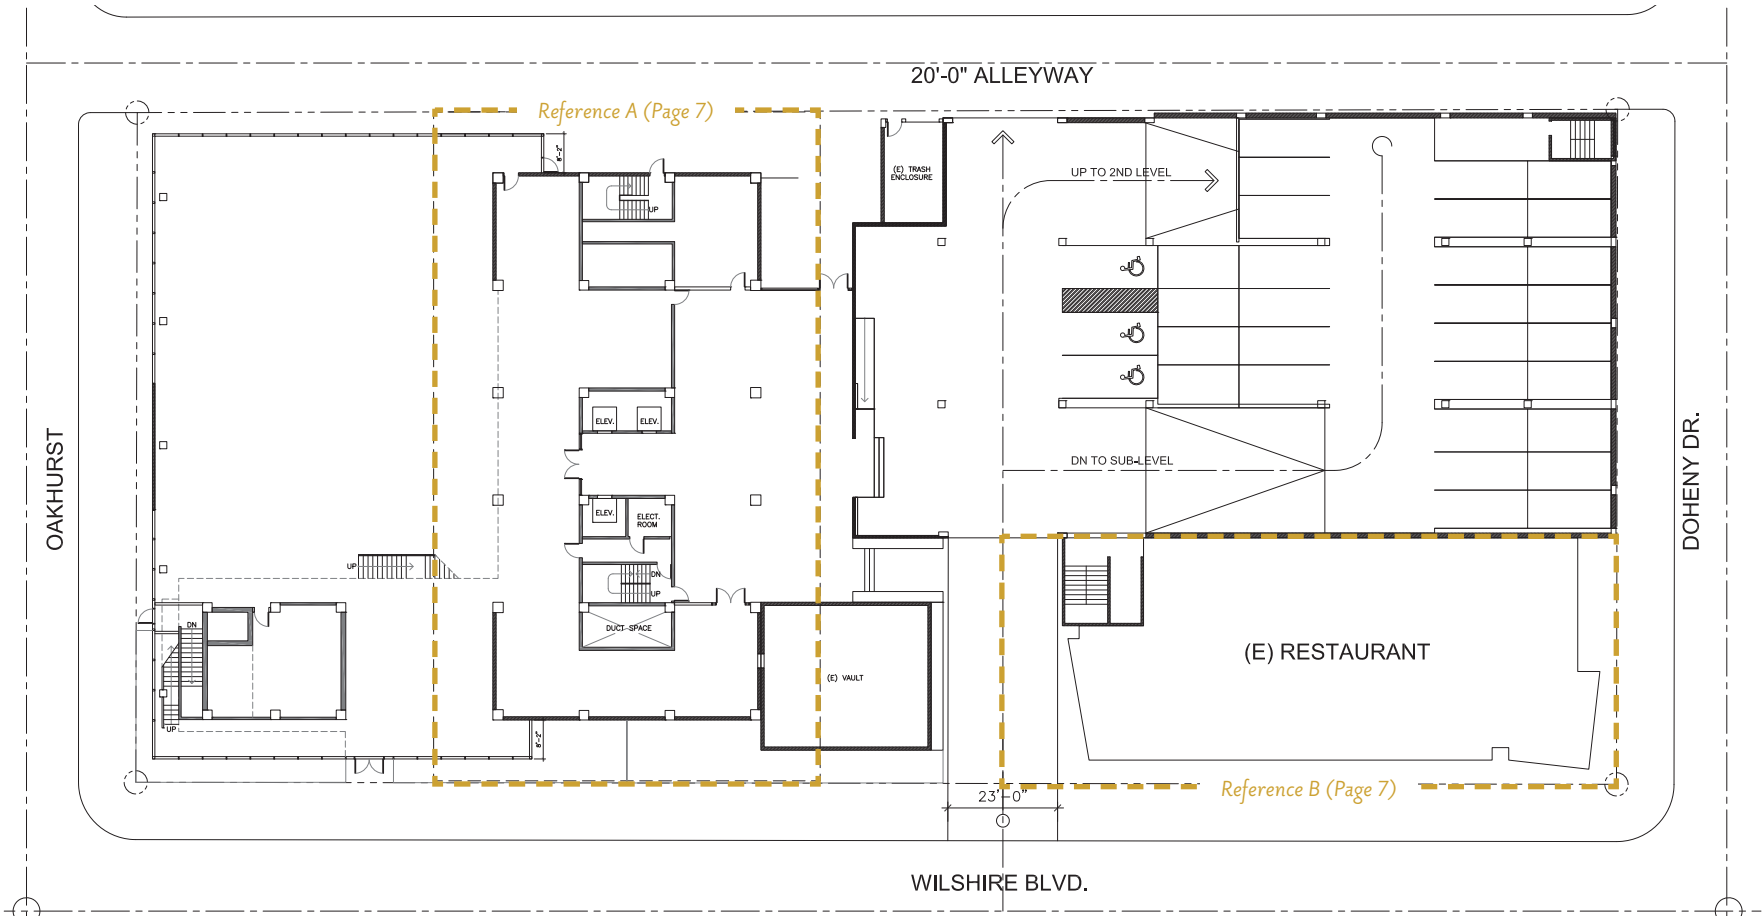 20'-0" ALLEYWAY
Reference A (Page 7)
8'-2"
(E) TRASH
ENCLOSURE
UP TO 2ND LEVEL
UP
ELEV.
ELEV.
OAKHURST
DOHENY DR.
DN TO SUB-LEVEL
ELEV.
ELECT.
ROOM
UP
DN
UP
DN
DUCT SPACE
(E) RESTAURANT
(E) VAULT
UP
8'-2"
Reference B (Page 7)
23'-0"
WILSHIRE BLVD.